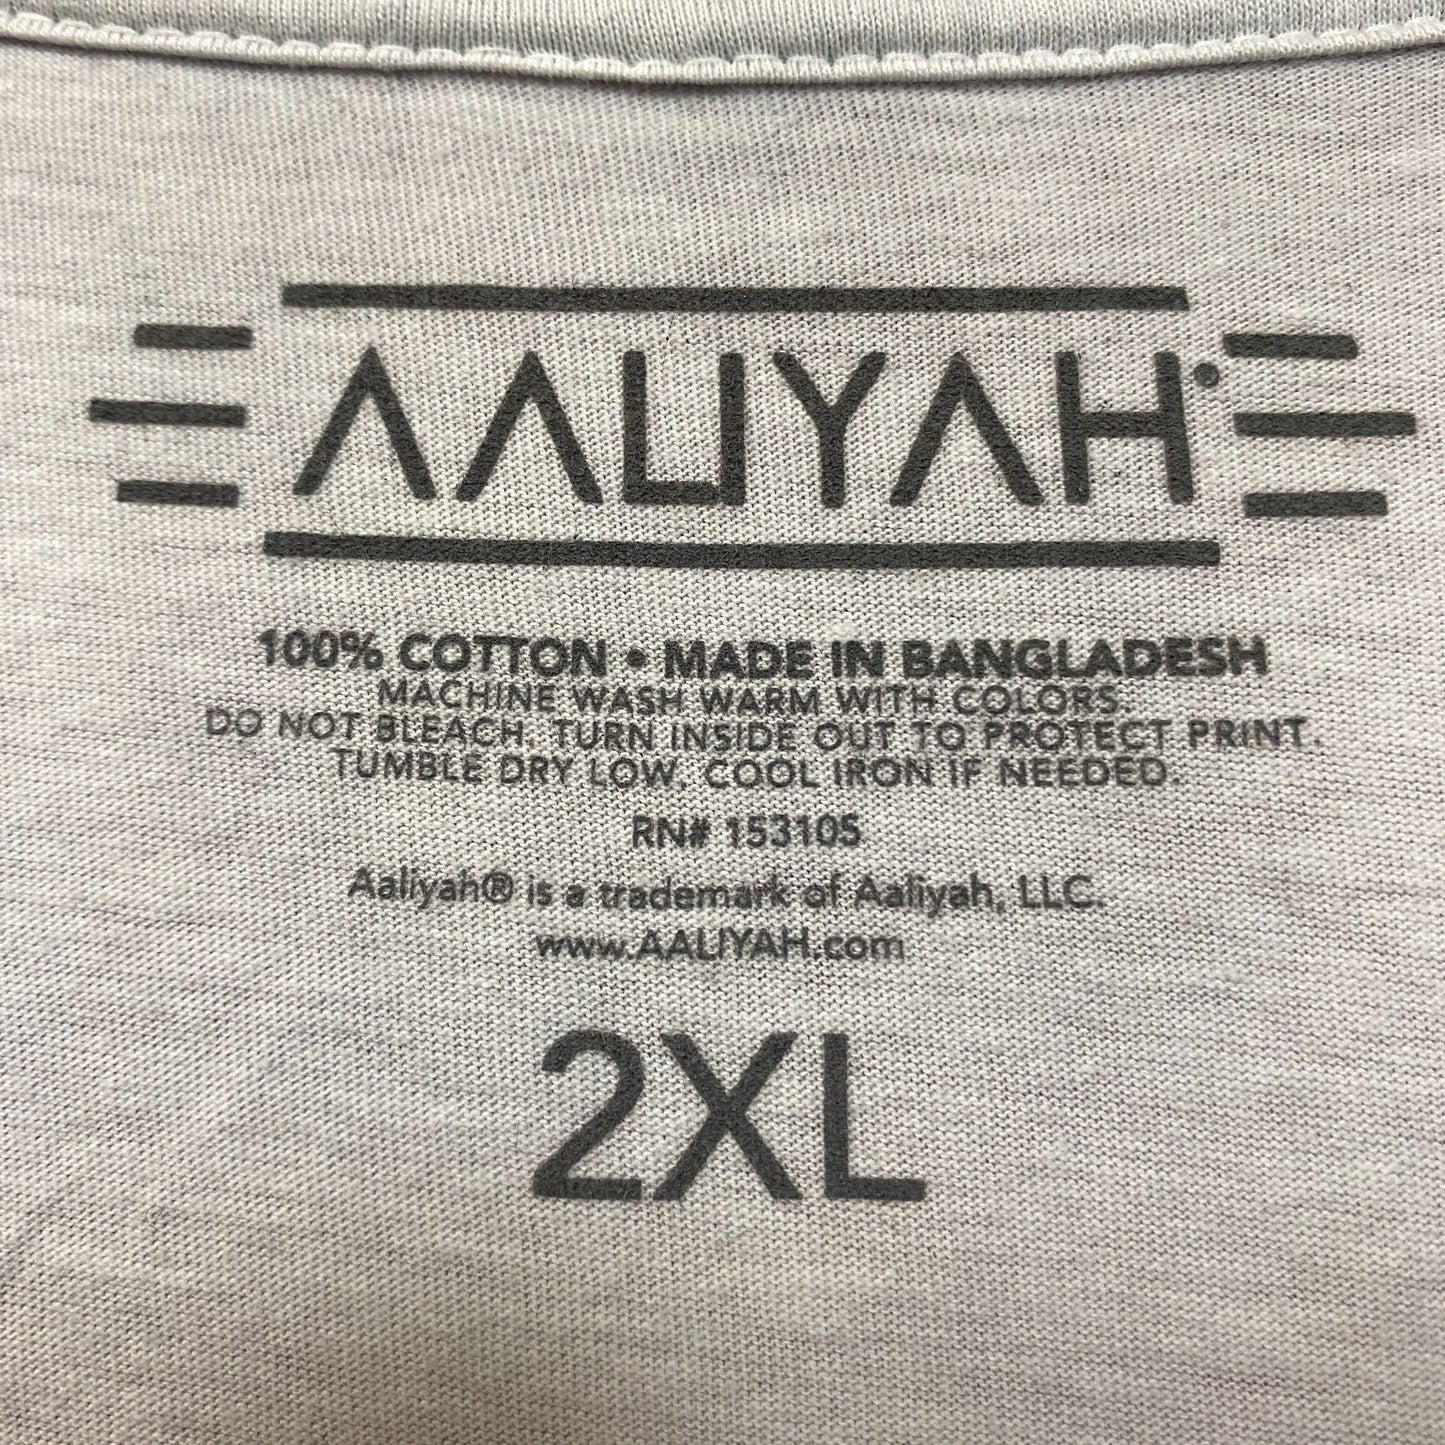 AALIYAH®
100% COTTON • MADE IN BANGLADESH
MACHINE WASH WARM WITH COLORS.
DO NOT BLEACH. TURN INSIDE OUT TO PROTECT PRINT.
TUMBLE DRY LOW. COOL IRON IF NEEDED.
RN# 153105
Aaliyah® is a trademark of Aaliyah, LLC.
www.AALIYAH.com
2XL